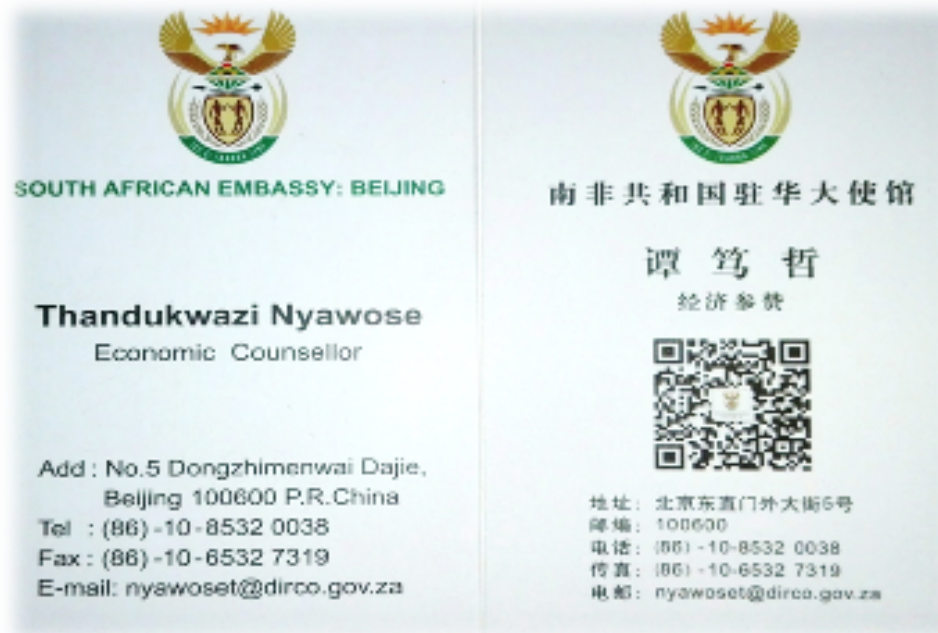 SOUTH AFRICAN EMBASSY: BEIJING
Thandukwazi Nyawose
Economic Counsellor
Add : No.5 Dongzhimenwai Dajie,
Beijing 100600 P.R.China
Tel : (86)-10-8532 0038
Fax : (86)-10-6532 7319
E-mail: nyawoset@dirco.gov.za
南非共和国驻华大使馆
谭笃哲
经济参赞
地址: 北京东直门外大街5号
邮编: 100600
电话: (86) -10-8532 0038
传真: (86) -10-6532 7319
电邮: nyawoset@dirco.gov.za